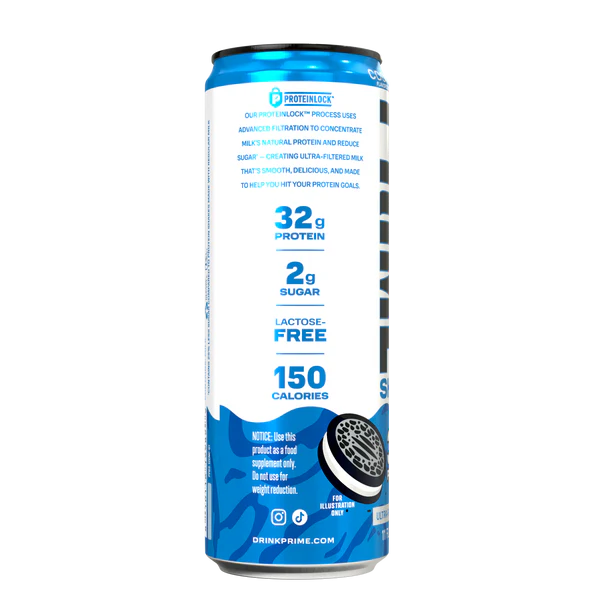 PROTEINLOCK™
OUR PROTEINLOCK™ PROCESS USES
ADVANCED FILTRATION TO CONCENTRATE
MILK'S NATURAL PROTEIN AND REDUCE
SUGAR* – CREATING ULTRA-FILTERED MILK
THAT'S SMOOTH, DELICIOUS, AND MADE
TO HELP YOU HIT YOUR PROTEIN GOALS.
32g
PROTEIN
2g
SUGAR
LACTOSE-
FREE
150
CALORIES
NOTICE: Use this
product as a food
supplement only.
Do not use for
weight reduction.
FOR
ILLUSTRATION
ONLY
DRINKPRIME.COM